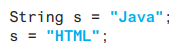 String s = "Java";
s = "HTML";